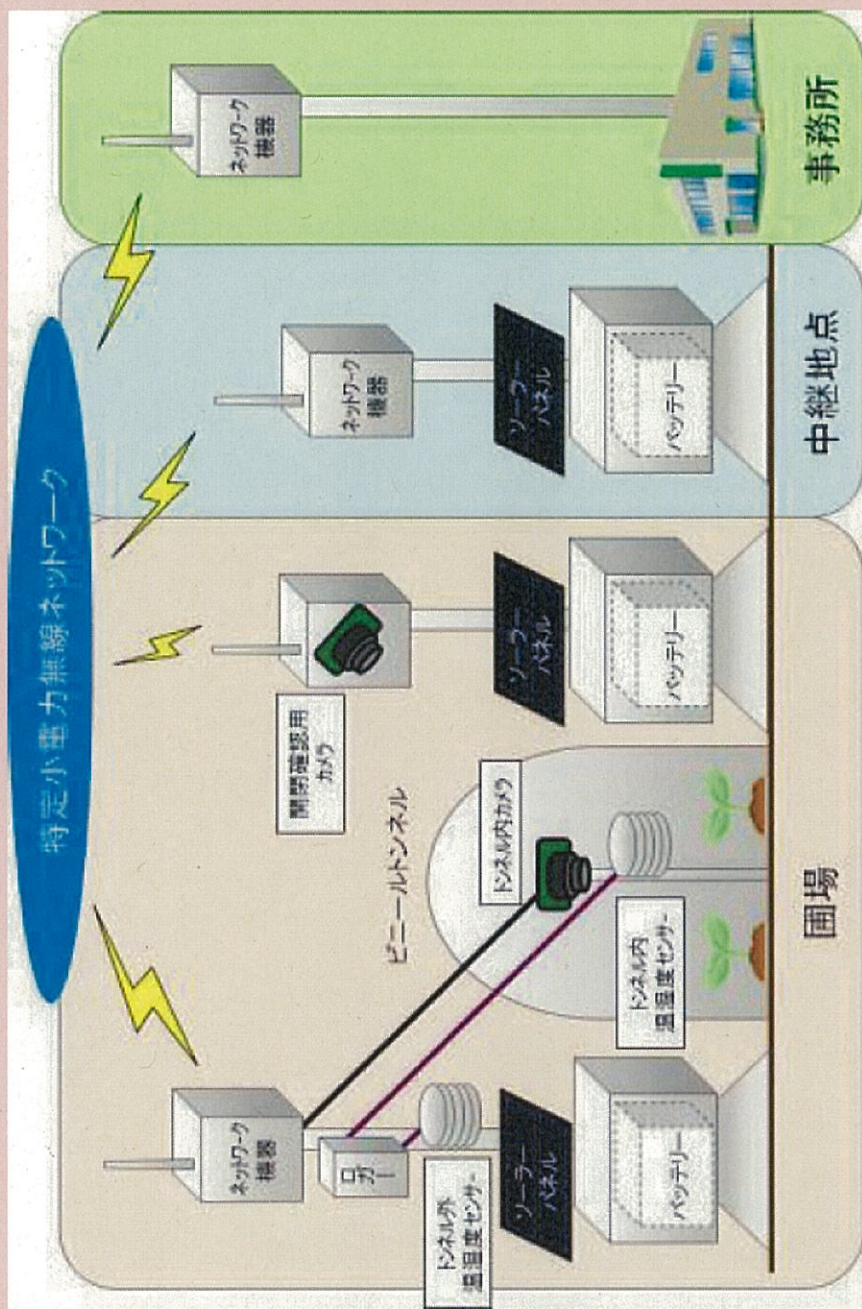 特定小電力無線ネットワーク
ネットワーク
機器
ロガー
トンネル外
温湿度センサー
ソーラー
パネル
バッテリー
ビニールトンネル
トンネル内カメラ
トンネル内
温湿度センサー
開閉確認用
カメラ
ソーラー
パネル
バッテリー
圃場
ネットワーク
機器
ソーラー
パネル
バッテリー
中継地点
ネットワーク
機器
事務所